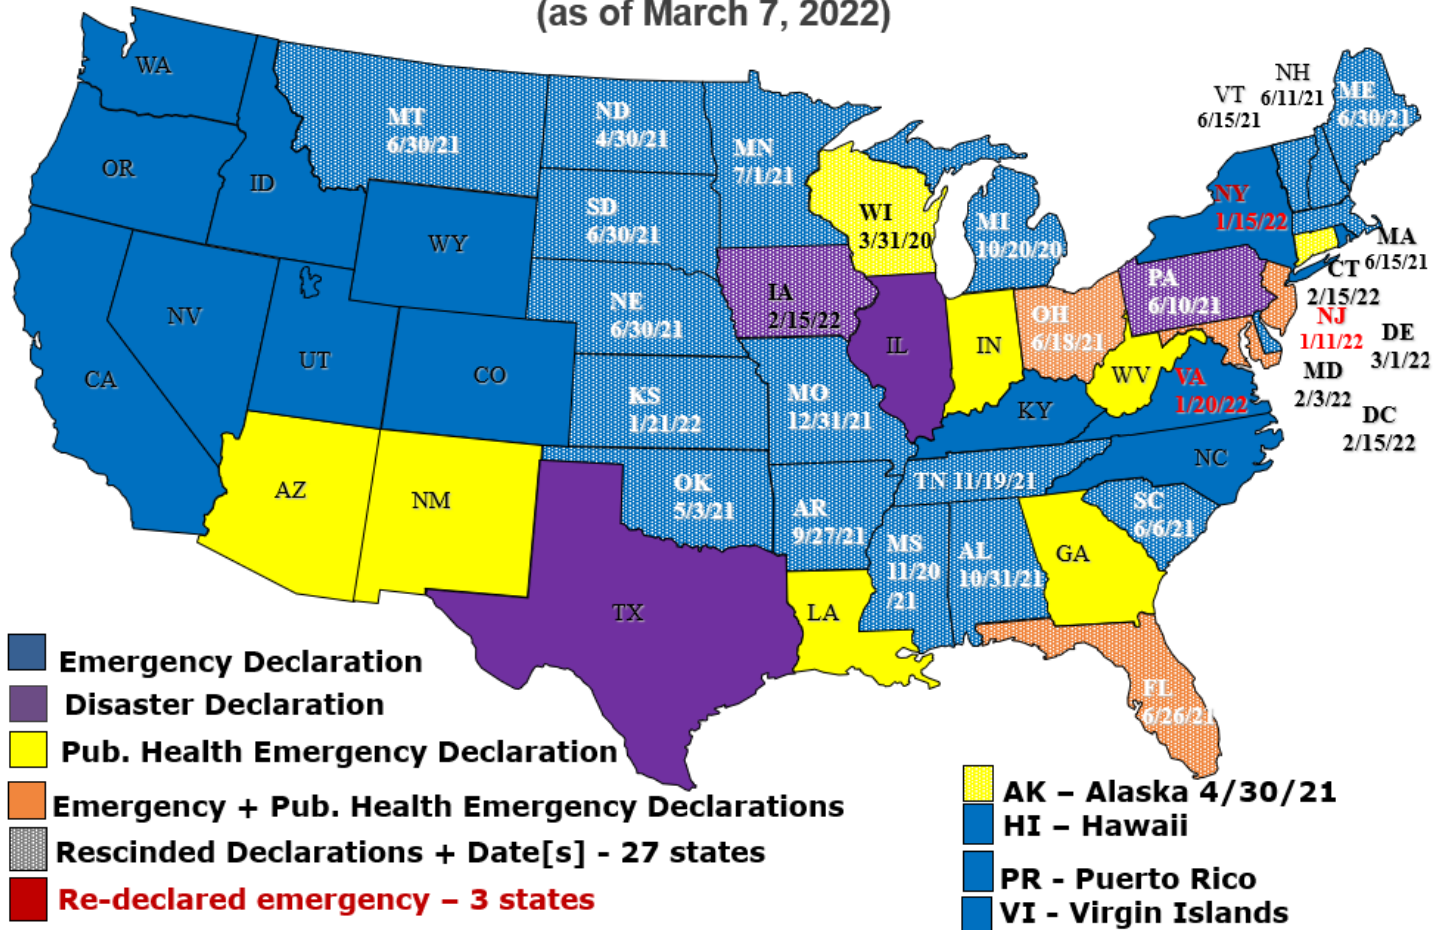 (as of March 7, 2022)
WA
OR
ID
MT
6/30/21
ND
4/30/21
MN
7/1/21
SD
6/30/21
WY
NV
CA
UT
CO
NE
6/30/21
KS
1/21/22
IA
2/15/22
WI
3/31/20
MI
10/20/20
IL
IN
OH
6/18/21
PA
6/10/21
NY
1/15/22
VT
6/15/21
NH
6/11/21
ME
6/30/21
MA
6/15/21
CT
2/15/22
NJ
1/11/22
DE
3/1/22
MD
2/3/22
DC
2/15/22
WV
VA
1/20/22
KY
MO
12/31/21
NC
TN 11/19/21
SC
6/6/21
AZ
NM
OK
5/3/21
AR
9/27/21
MS
11/20
/21
AL
10/31/21
GA
TX
LA
FL
6/26/21
Emergency Declaration
Disaster Declaration
Pub. Health Emergency Declaration
Emergency + Pub. Health Emergency Declarations
Rescinded Declarations + Date[s] - 27 states
Re-declared emergency – 3 states
AK – Alaska 4/30/21
HI – Hawaii
PR - Puerto Rico
VI - Virgin Islands